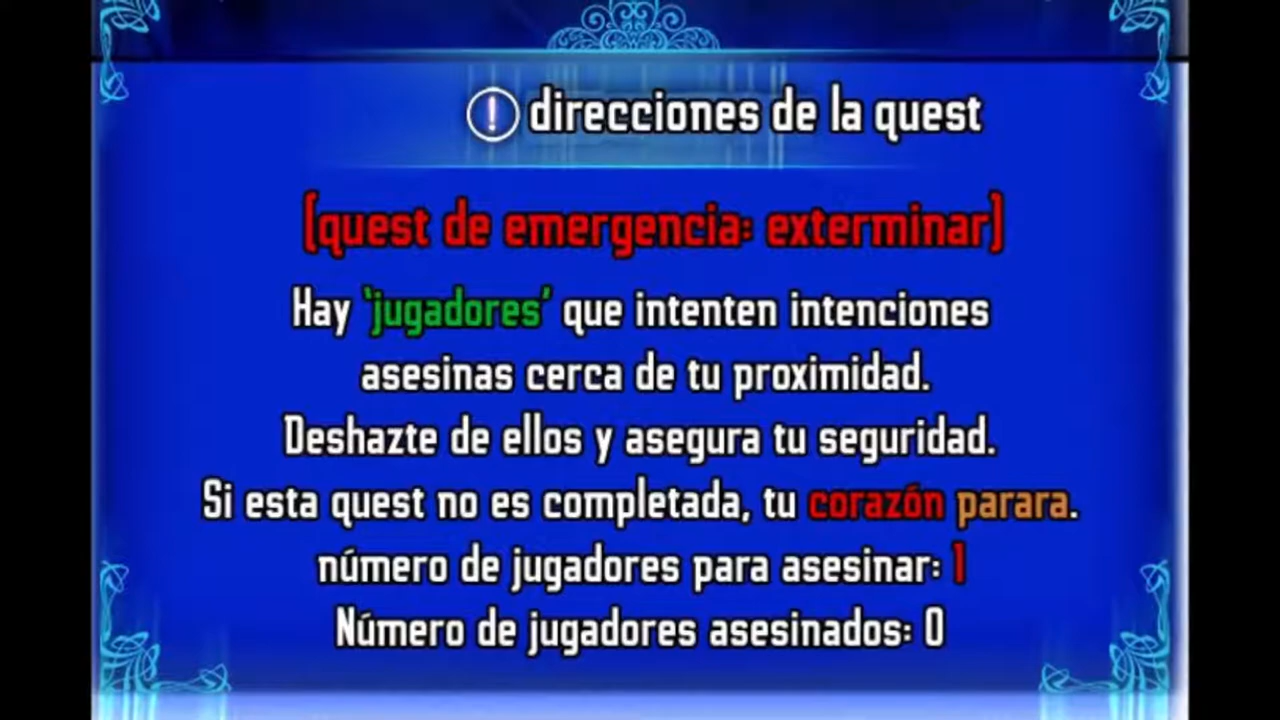 ! direcciones de la quest
[quest de emergencia: exterminar]
Hay ‘jugadores’ que intenten intenciones
asesinas cerca de tu proximidad.
Deshazte de ellos y asegura tu seguridad.
Si esta quest no es completada, tu corazón parara.
número de jugadores para asesinar: 1
Número de jugadores asesinados: 0